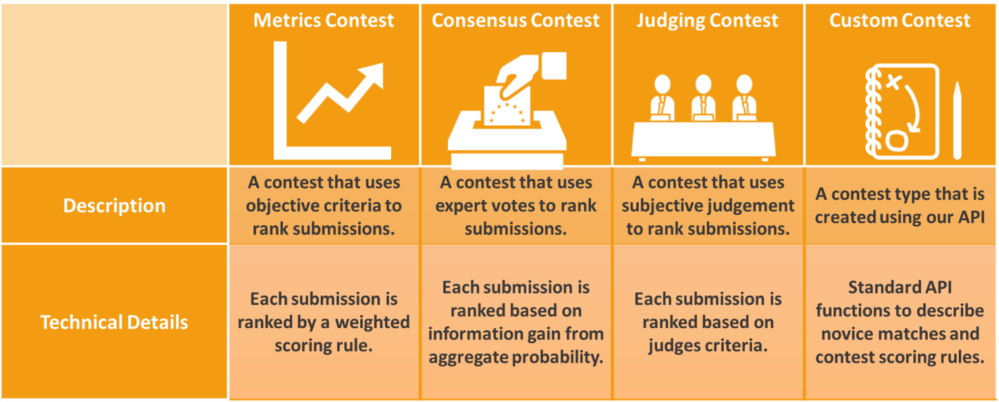 Metrics Contest
Consensus Contest
Judging Contest
Custom Contest
Description
A contest that uses
objective criteria to
rank submissions.
A contest that uses
expert votes to rank
submissions.
A contest that uses
subjective judgement
to rank submissions.
A contest type that is
created using our API
Technical Details
Each submission is
ranked by a weighted
scoring rule.
Each submission is
ranked based on
information gain from
aggregate probability.
Each submission is
ranked based on
judges criteria.
Standard API
functions to describe
novice matches and
contest scoring rules.